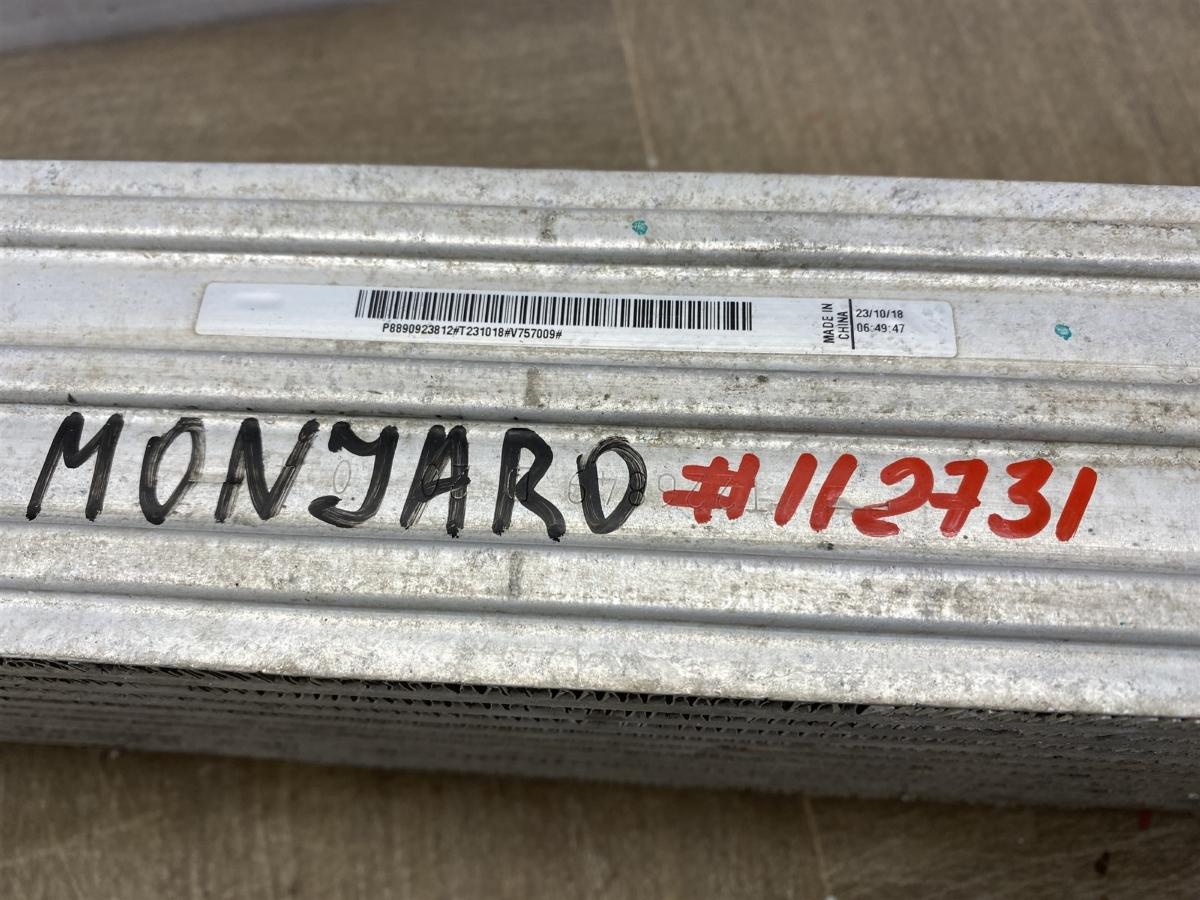 P8890923812#T231018#V757009#
MADE IN
CHINA
23/10/18
06:49:47
MONJARO #112731